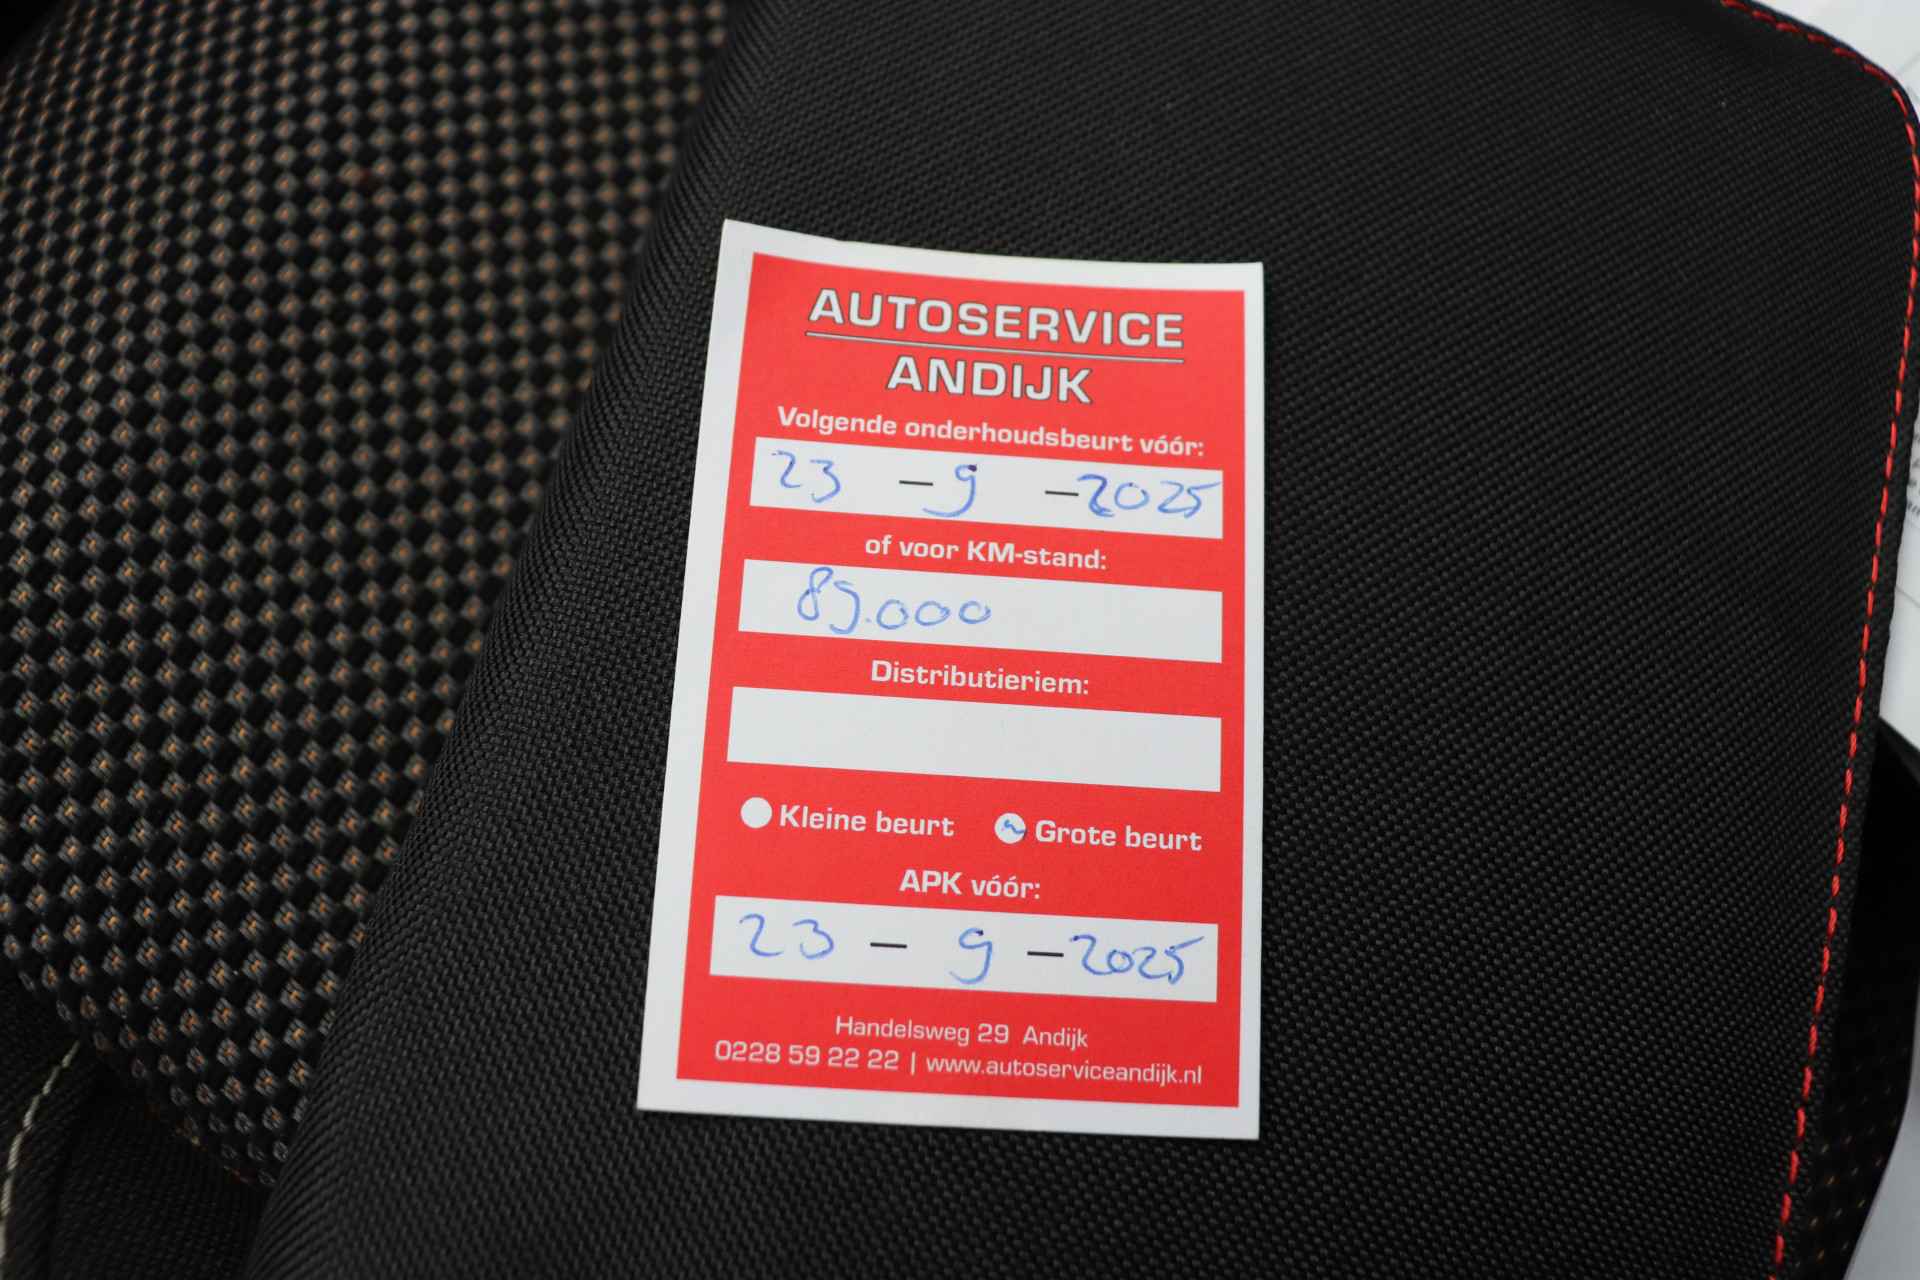 AUTOSERVICE
ANDIJK
Volgende onderhoudsbeurt vóór:
23 - 9 - 2025
of voor KM-stand:
89.000
Distributieriem:
Kleine beurt Grote beurt
APK vóór:
23 - 9 - 2025
Handelsweg 29 Andijk
0228 59 22 22 | www.autoserviceandijk.nl